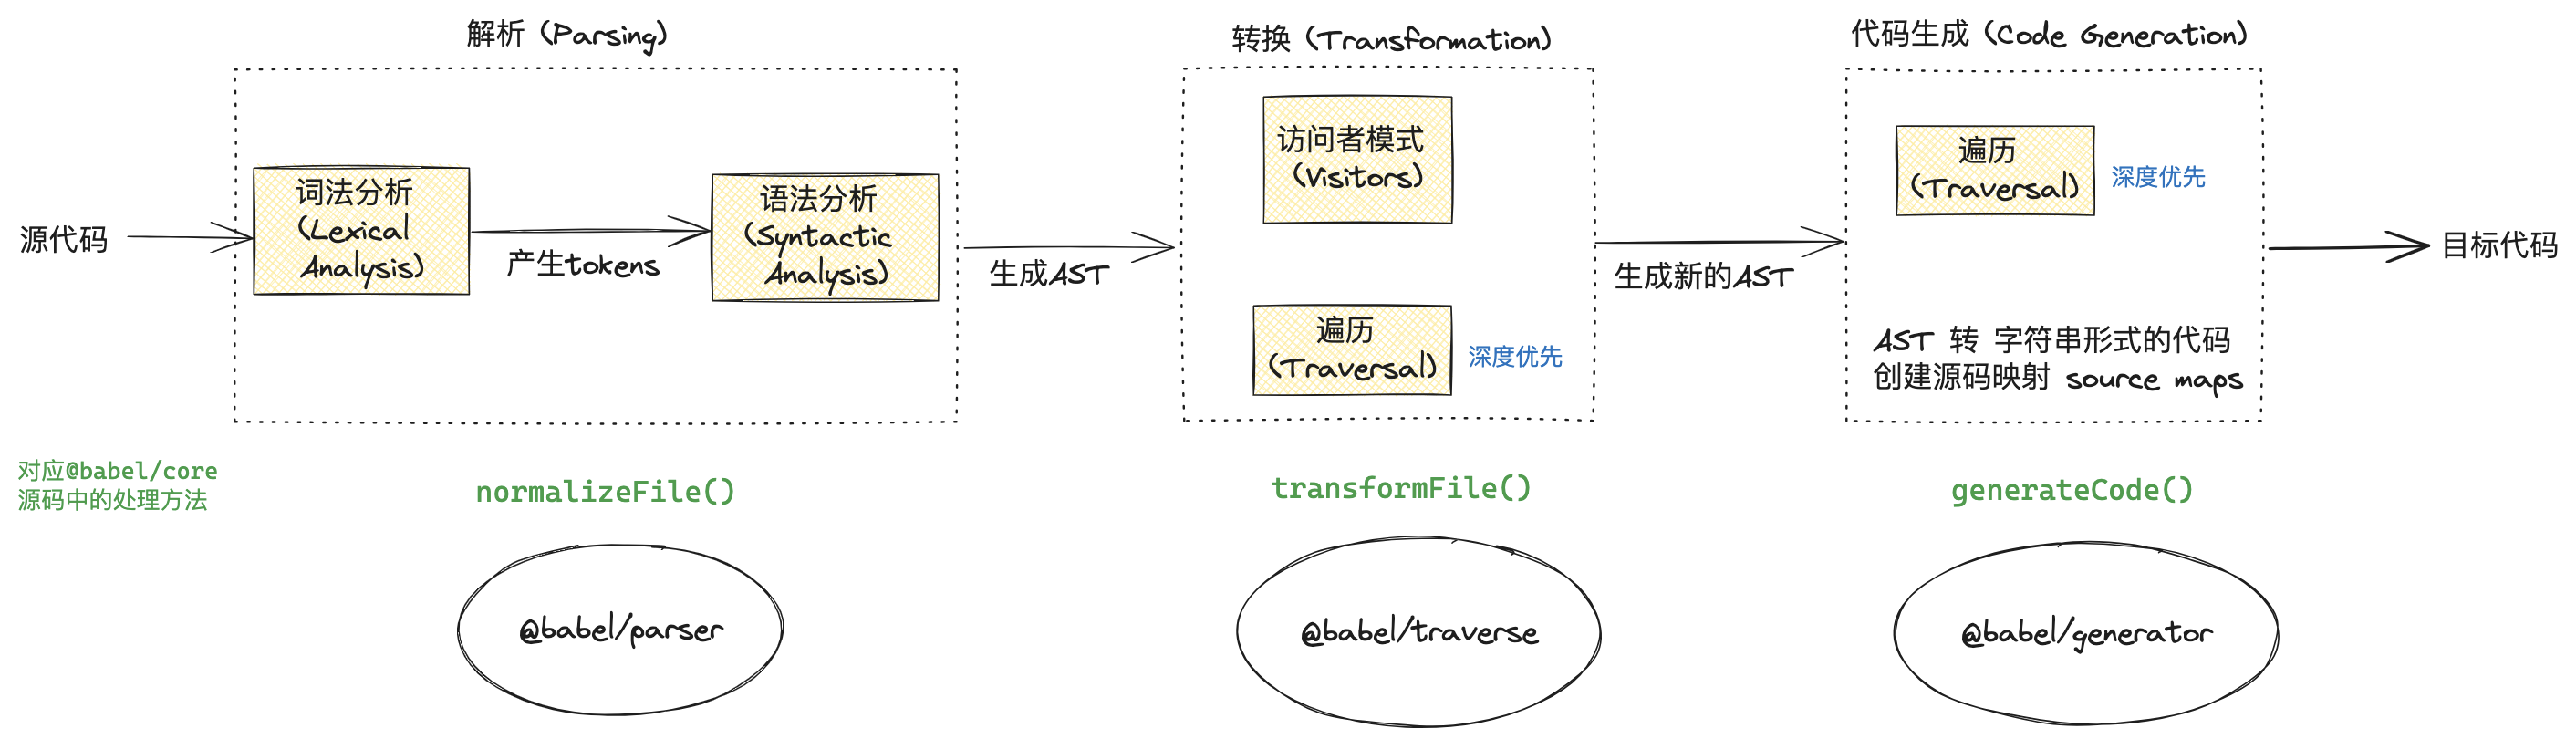 解析 (Parsing)
转换 (Transformation)
代码生成 (Code Generation)
源代码
词法分析
(Lexical
Analysis)
产生tokens
语法分析
(Syntactic
Analysis)
生成AST
访问者模式
(Visitors)
遍历
(Traversal)
深度优先
生成新的AST
遍历
(Traversal)
深度优先
AST 转 字符串形式的代码
创建源码映射 source maps
目标代码
对应@babel/core
源码中的处理方法
normalizeFile()
transformFile()
generateCode()
@babel/parser
@babel/traverse
@babel/generator